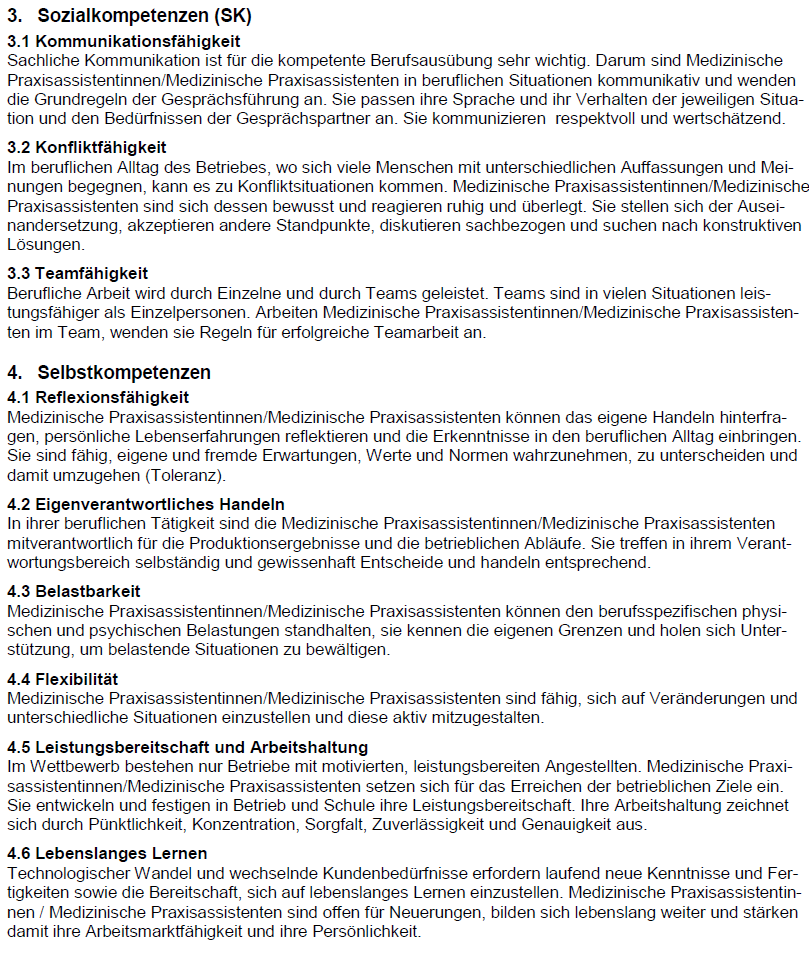 3. Sozialkompetenzen (SK)
3.1 Kommunikationsfähigkeit
Sachliche Kommunikation ist für die kompetente Berufsausübung sehr wichtig. Darum sind Medizinische
Praxisassistentinnen/Medizinische Praxisassistenten in beruflichen Situationen kommunikativ und wenden
die Grundregeln der Gesprächsführung an. Sie passen ihre Sprache und ihr Verhalten der jeweiligen Situa-
tion und den Bedürfnissen der Gesprächspartner an. Sie kommunizieren respektvoll und wertschätzend.
3.2 Konfliktfähigkeit
Im beruflichen Alltag des Betriebes, wo sich viele Menschen mit unterschiedlichen Auffassungen und Mei-
nungen begegnen, kann es zu Konfliktsituationen kommen. Medizinische Praxisassistentinnen/Medizinische
Praxisassistenten sind sich dessen bewusst und reagieren ruhig und überlegt. Sie stellen sich der Ausei-
nandersetzung, akzeptieren andere Standpunkte, diskutieren sachbezogen und suchen nach konstruktiven
Lösungen.
3.3 Teamfähigkeit
Berufliche Arbeit wird durch Einzelne und durch Teams geleistet. Teams sind in vielen Situationen leis-
tungsfähiger als Einzelpersonen. Arbeiten Medizinische Praxisassistentinnen/Medizinische Praxisassisten-
ten im Team, wenden sie Regeln für erfolgreiche Teamarbeit an.
4. Selbstkompetenzen
4.1 Reflexionsfähigkeit
Medizinische Praxisassistentinnen/Medizinische Praxisassistenten können das eigene Handeln hinterfra-
gen, persönliche Lebenserfahrungen reflektieren und die Erkenntnisse in den beruflichen Alltag einbringen.
Sie sind fähig, eigene und fremde Erwartungen, Werte und Normen wahrzunehmen, zu unterscheiden und
damit umzugehen (Toleranz).
4.2 Eigenverantwortliches Handeln
In ihrer beruflichen Tätigkeit sind die Medizinische Praxisassistentinnen/Medizinische Praxisassistenten
mitverantwortlich für die Produktionsergebnisse und die betrieblichen Abläufe. Sie treffen in ihrem Verant-
wortungsbereich selbständig und gewissenhaft Entscheide und handeln entsprechend.
4.3 Belastbarkeit
Medizinische Praxisassistentinnen/Medizinische Praxisassistenten können den berufsspezifischen physi-
schen und psychischen Belastungen standhalten, sie kennen die eigenen Grenzen und holen sich Unter-
stützung, um belastende Situationen zu bewältigen.
4.4 Flexibilität
Medizinische Praxisassistentinnen/Medizinische Praxisassistenten sind fähig, sich auf Veränderungen und
unterschiedliche Situationen einzustellen und diese aktiv mitzugestalten.
4.5 Leistungsbereitschaft und Arbeitshaltung
Im Wettbewerb bestehen nur Betriebe mit motivierten, leistungsbereiten Angestellten. Medizinische Praxi-
sassistentinnen/Medizinische Praxisassistenten setzen sich für das Erreichen der betrieblichen Ziele ein.
Sie entwickeln und festigen in Betrieb und Schule ihre Leistungsbereitschaft. Ihre Arbeitshaltung zeichnet
sich durch Pünktlichkeit, Konzentration, Sorgfalt, Zuverlässigkeit und Genauigkeit aus.
4.6 Lebenslanges Lernen
Technologischer Wandel und wechselnde Kundenbedürfnisse erfordern laufend neue Kenntnisse und Fer-
tigkeiten sowie die Bereitschaft, sich auf lebenslanges Lernen einzustellen. Medizinische Praxisassistentin-
nen / Medizinische Praxisassistenten sind offen für Neuerungen, bilden sich lebenslang weiter und stärken
damit ihre Arbeitsmarktfähigkeit und ihre Persönlichkeit.